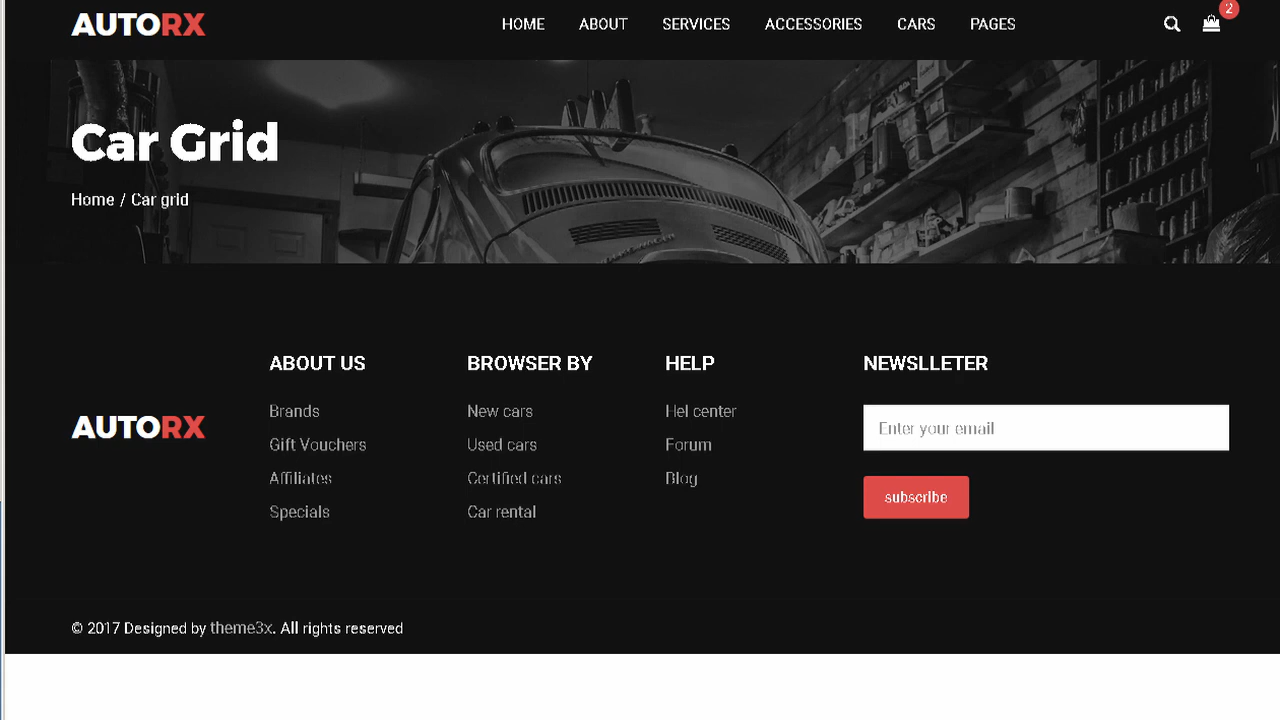 AUTORX
HOME ABOUT SERVICES ACCESSORIES CARS PAGES
2
Car Grid
Home / Car grid
ABOUT US
Brands
Gift Vouchers
Affiliates
Specials
BROWSER BY
New cars
Used cars
Certified cars
Car rental
HELP
Hel center
Forum
Blog
NEWSLLETER
Enter your email
subscribe
AUTORX
© 2017 Designed by theme3x. All rights reserved